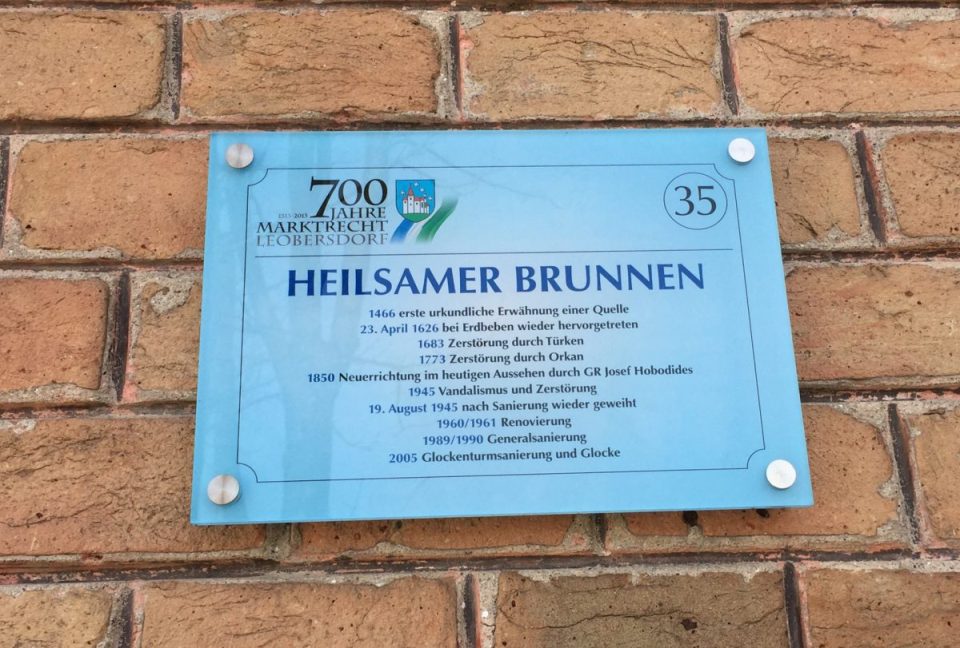 700
1313-2013 JAHRE
MARKTRECHT
LEOBERSDORF
35
HEILSAMER BRUNNEN
1466 erste urkundliche Erwähnung einer Quelle
23. April 1626 bei Erdbeben wieder hervorgetreten
1683 Zerstörung durch Türken
1773 Zerstörung durch Orkan
1850 Neuerrichtung im heutigen Aussehen durch GR Josef Hobodides
1945 Vandalismus und Zerstörung
19. August 1945 nach Sanierung wieder geweiht
1960/1961 Renovierung
1989/1990 Generalsanierung
2005 Glockenturmsanierung und Glocke